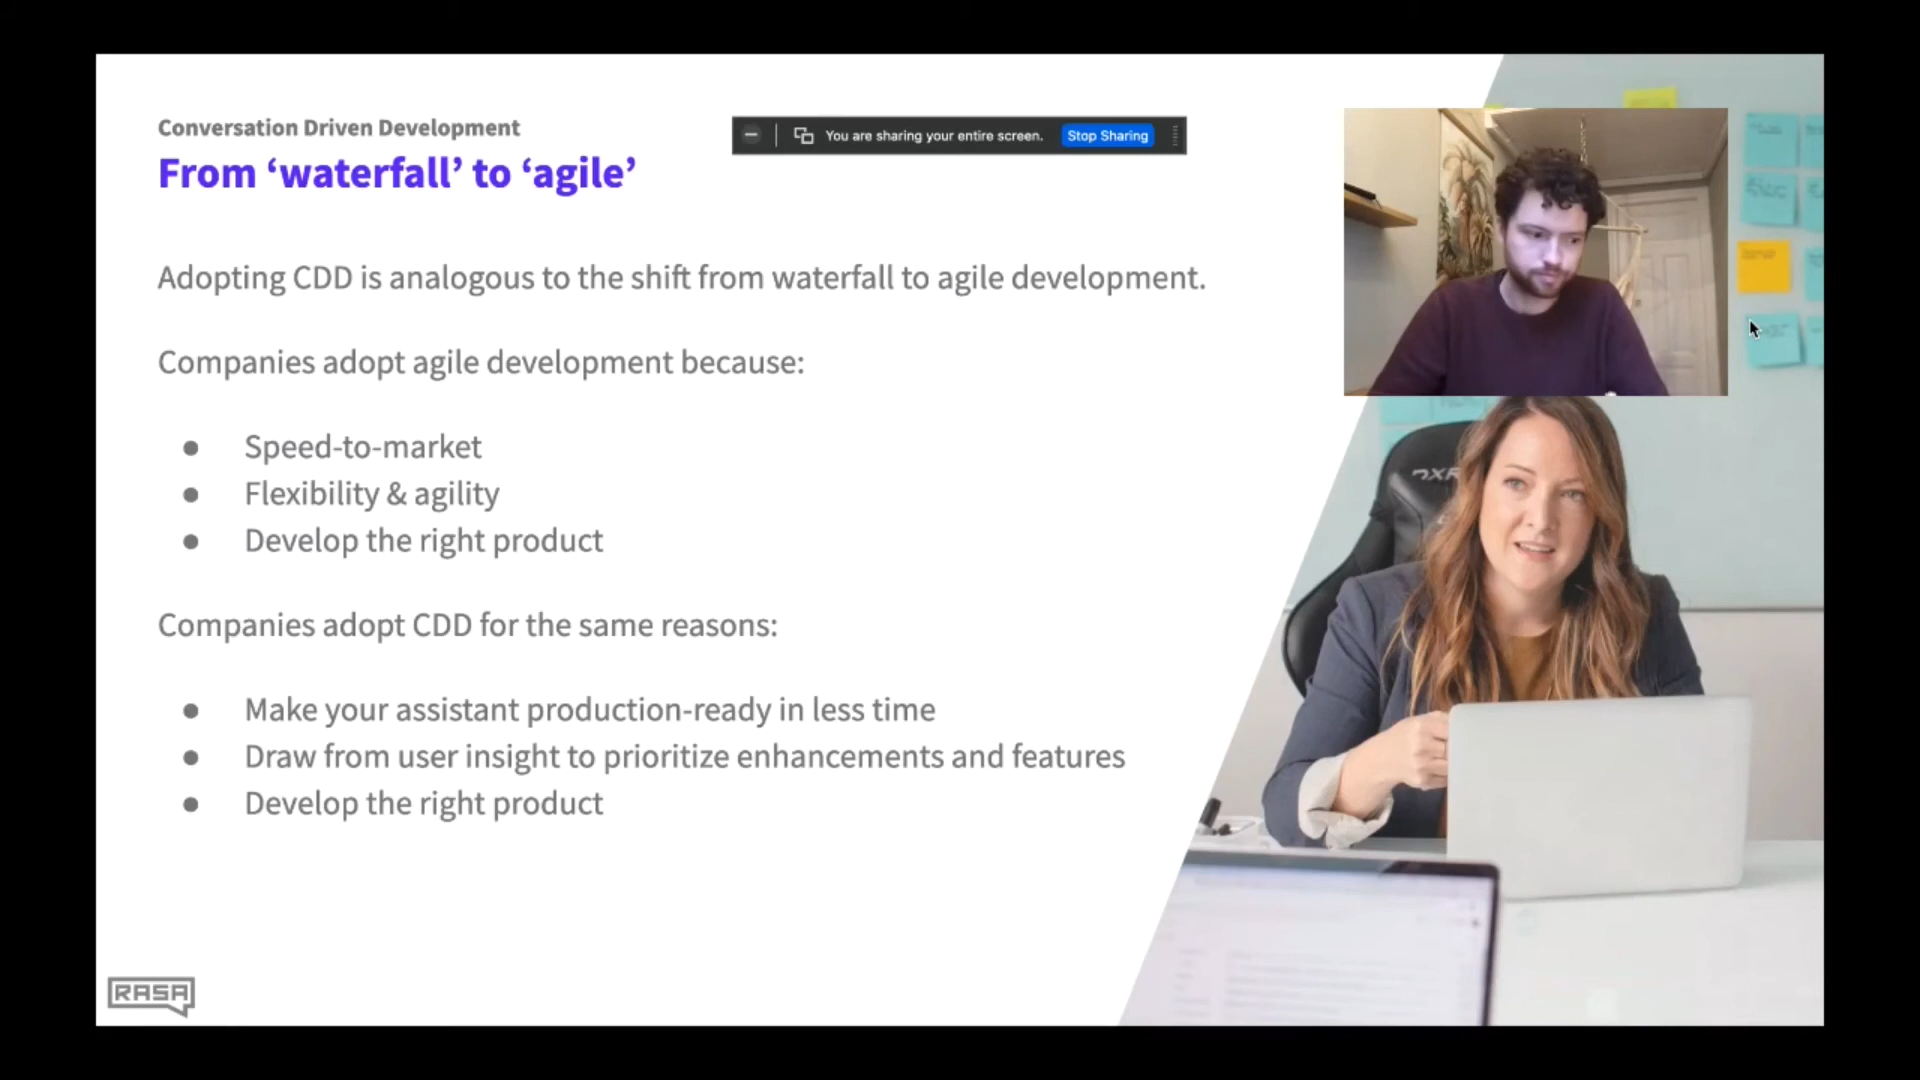 Conversation Driven Development
From ‘waterfall’ to ‘agile’
You are sharing your entire screen.
Stop Sharing
Adopting CDD is analogous to the shift from waterfall to agile development.
Companies adopt agile development because:
● Speed-to-market
● Flexibility & agility
● Develop the right product
Companies adopt CDD for the same reasons:
● Make your assistant production-ready in less time
● Draw from user insight to prioritize enhancements and features
● Develop the right product
RASA